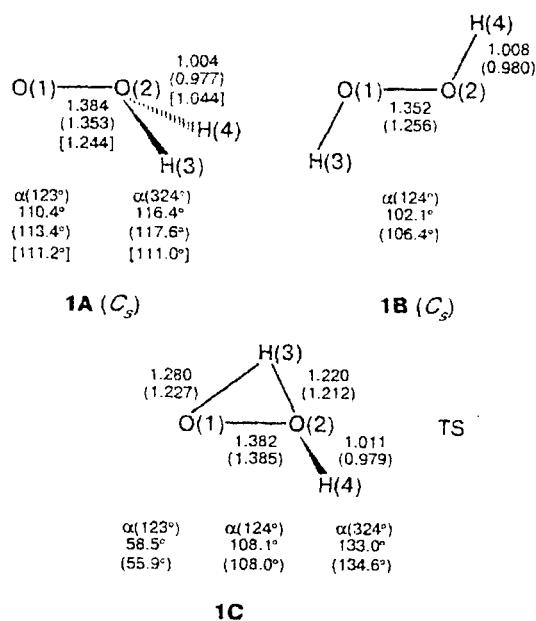 H(4)
1.004
(0.977)
[1.044]
1.008
(0.980)
O(1)
O(2)
O(1)
O(2)
1.384
(1.353)
[1.244]
1.352
(1.256)
H(4)
H(3)
H(3)
α(123°) α(324°)
110.4° 116.4°
(113.4°) (117.6°)
[111.2°] [111.0°]
α(124°)
102.1°
(106.4°)
1A (Cs)
1B (Cs)
H(3)
1.280
(1.227)
1.220
(1.212)
O(1)
O(2)
TS
1.382
(1.385)
1.011
(0.979)
H(4)
α(123°) α(124°) α(324°)
58.5° 108.1° 133.0°
(55.9°) (108.0°) (134.6°)
1C